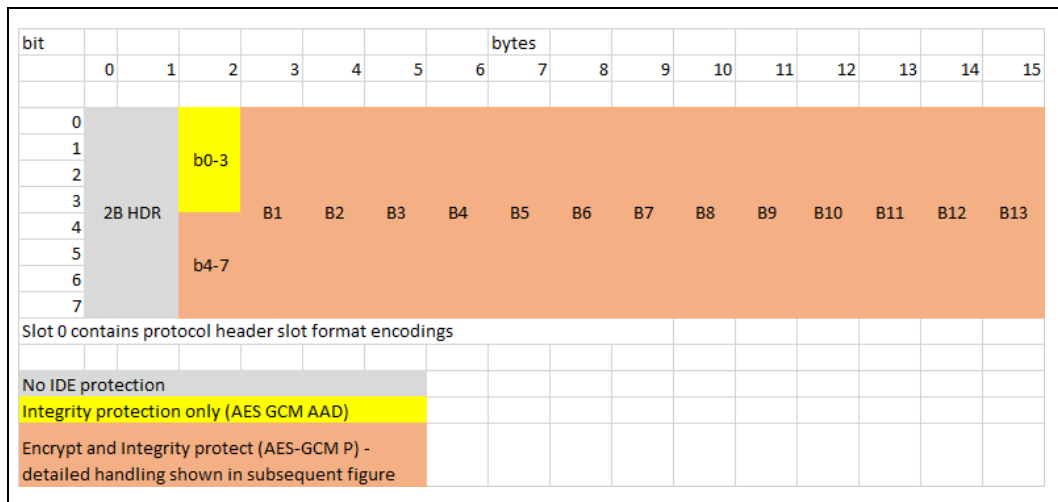 bit bytes
0 1 2 3 4 5 6 7 8 9 10 11 12 13 14 15
0
1
b0-3
2
3
2B HDR B1 B2 B3 B4 B5 B6 B7 B8 B9 B10 B11 B12 B13
4
5
b4-7
6
7
Slot 0 contains protocol header slot format encodings
No IDE protection
Integrity protection only (AES GCM AAD)
Encrypt and Integrity protect (AES-GCM P) -
detailed handling shown in subsequent figure